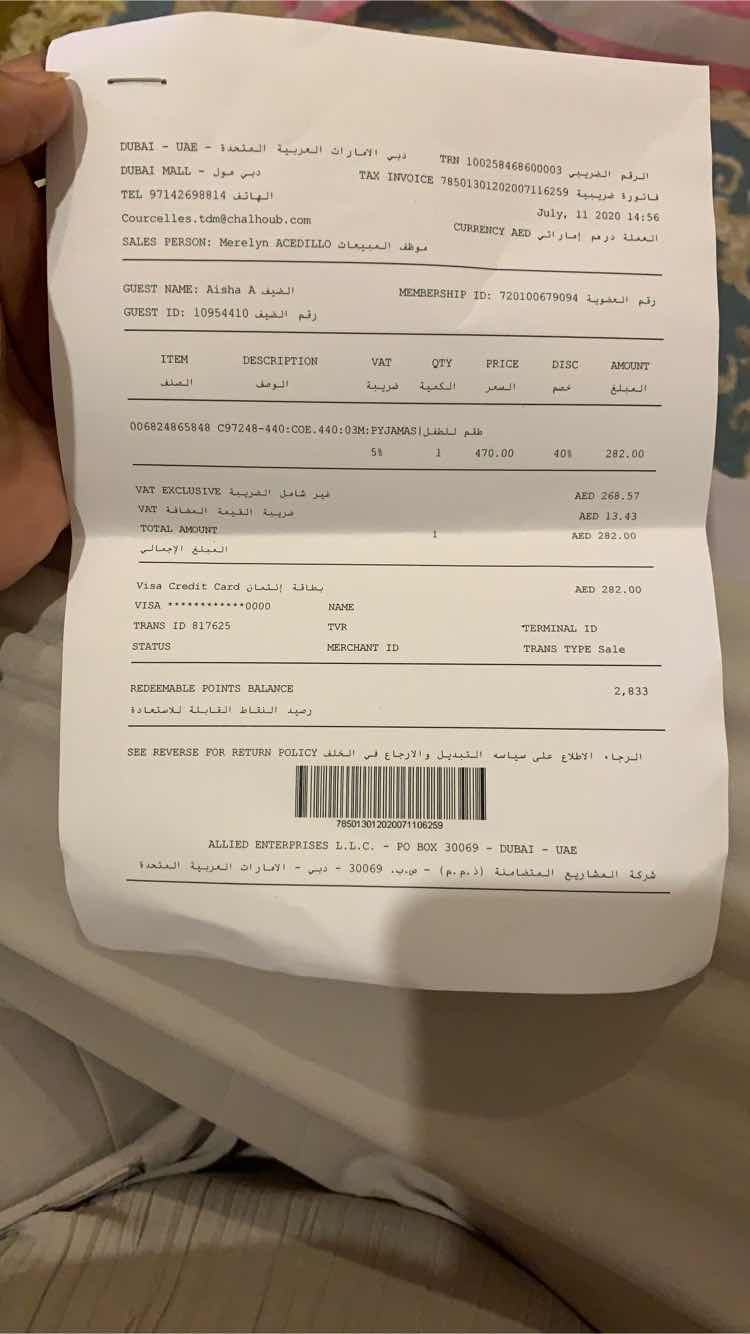 DUBAI - UAE - دبي الامارات العربية المتحدة
TRN 100258468600003 الرقم الضريبي
DUBAI MALL - دبي مول
TAX INVOICE 785013012020071​16259 فاتورة ضريبية
TEL 97142698814 الهاتف
July, 11 2020 14:56
Courcelles.tdm@chalhoub.com
CURRENCY AED العملة درهم إماراتي
SALES PERSON: Merelyn ACEDILLO موظف المبيعات
GUEST NAME: Aisha A الضيف
MEMBERSHIP ID: 720100679094 رقم العضوية
GUEST ID: 10954410 رقم الضيف
ITEM DESCRIPTION VAT QTY PRICE DISC AMOUNT
الصنف الوصف ضريبة الكمية السعر خصم المبلغ
006824865848 C97248-440:COE.440:03M:PYJAMAS|طقم للطفل
5% 1 470.00 40% 282.00
VAT EXCLUSIVE غير شامل الضريبة AED 268.57
VAT ضريبة القيمة المضافة AED 13.43
TOTAL AMOUNT 1 AED 282.00
المبلغ الإجمالي
Visa Credit Card بطاقة إئتمان AED 282.00
VISA ************0000 NAME
TRANS ID 817625 TVR TERMINAL ID
STATUS MERCHANT ID TRANS TYPE Sale
REDEEMABLE POINTS BALANCE 2,833
رصيد النقاط القابلة للاستعادة
SEE REVERSE FOR RETURN POLICY الرجاء الاطلاع على سياسه التبديل والارجاع في الخلف
78501301202007110​6259
ALLIED ENTERPRISES L.L.C. - PO BOX 30069 - DUBAI - UAE
شركة المشاريع المتضامنة (ذ.م.م) - ص.ب. 30069 - دبي - الامارات العربية المتحدة